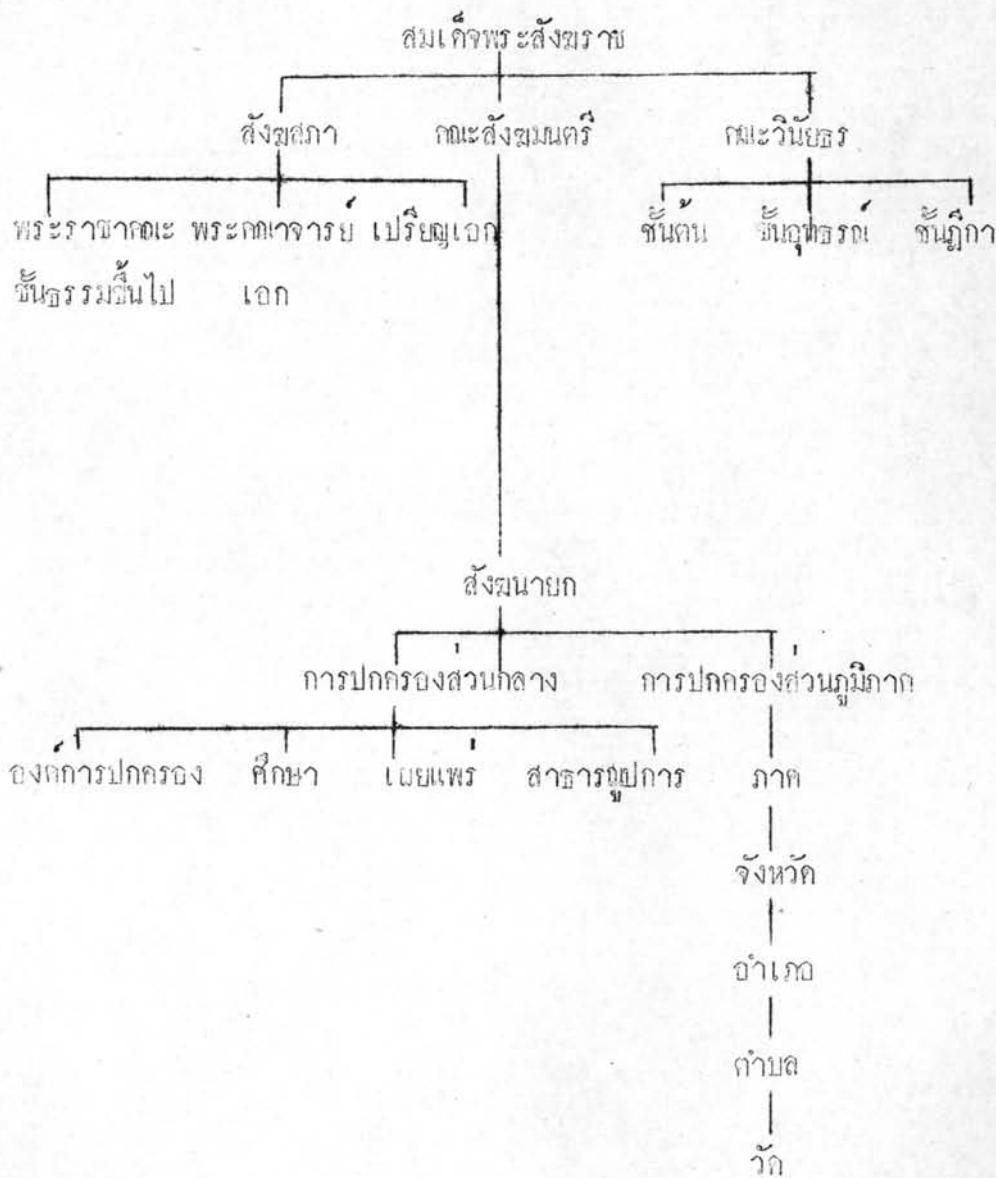 สมเด็จพระสังฆราช
สังฆสภา คณะสังฆมนตรี คณะวินัยธร
พระราชาคณะ พระคณาจารย์ เปรียญเอก ชั้นต้น ชั้นอุทธรณ์ ชั้นฎีกา
ชั้นธรรมขึ้นไป เอก
สังฆนายก
การปกครองส่วนกลาง การปกครองส่วนภูมิภาค
องค์การปกครอง ศึกษา เผยแพร่ สาธารณูปการ ภาค
จังหวัด
อำเภอ
ตำบล
วัด